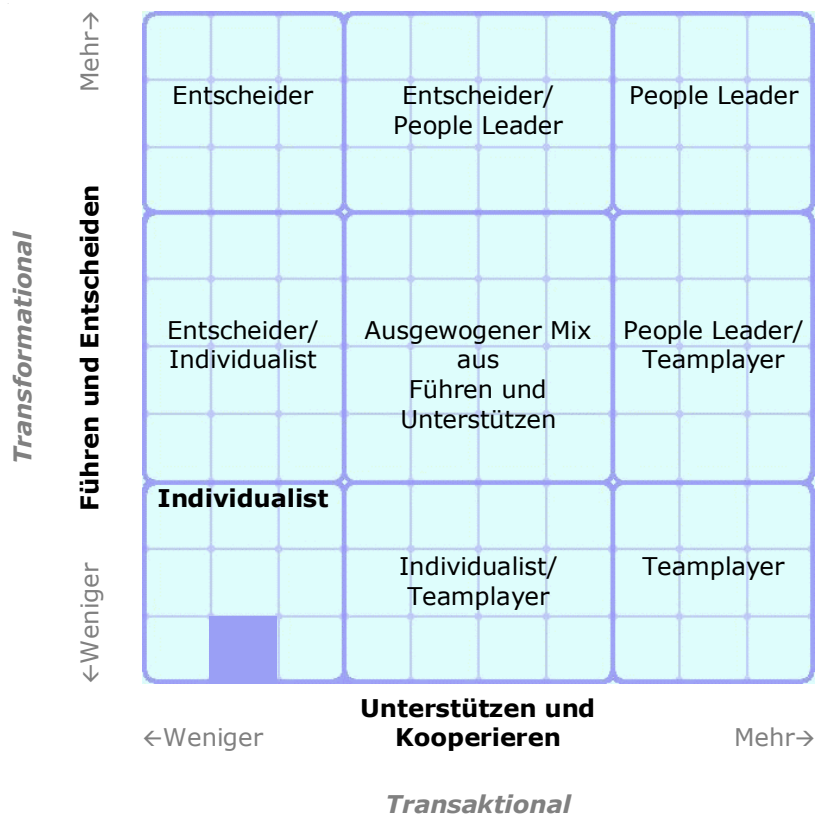 Mehr→
Entscheider
Entscheider/
People Leader
People Leader
Transformational
Führen und Entscheiden
Entscheider/
Individualist
Ausgewogener Mix
aus
Führen und
Unterstützen
People Leader/
Teamplayer
Individualist
Individualist/
Teamplayer
Teamplayer
←Weniger
←Weniger
Unterstützen und
Kooperieren
Mehr→
Transaktional